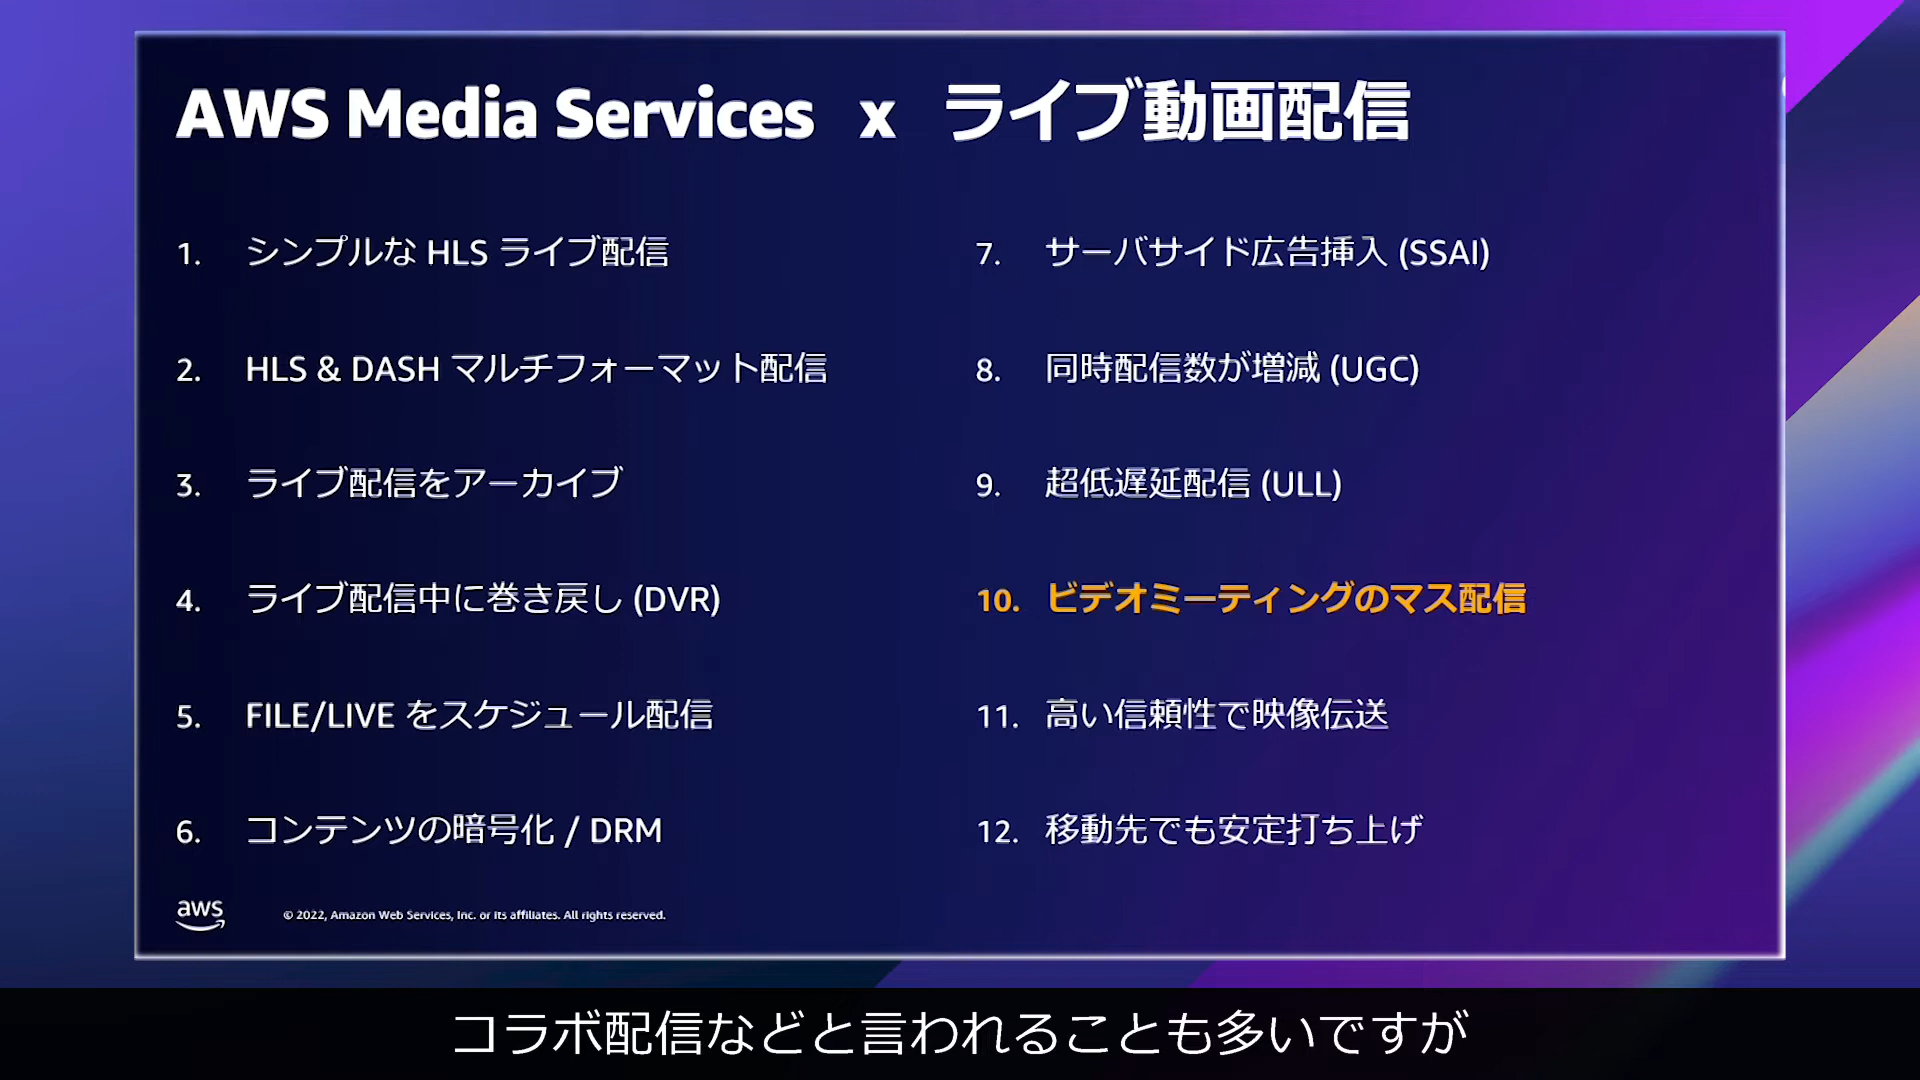 AWS Media Services x ライブ動画配信
1. シンプルな HLS ライブ配信
2. HLS & DASH マルチフォーマット配信
3. ライブ配信をアーカイブ
4. ライブ配信中に巻き戻し (DVR)
5. FILE/LIVE をスケジュール配信
6. コンテンツの暗号化 / DRM
7. サーバサイド広告挿入 (SSAI)
8. 同時配信数が増減 (UGC)
9. 超低遅延配信 (ULL)
10. ビデオミーティングのマス配信
11. 高い信頼性で映像伝送
12. 移動先でも安定打ち上げ
aws
© 2022, Amazon Web Services, Inc. or its affiliates. All rights reserved.
コラボ配信などと言われることも多いですが